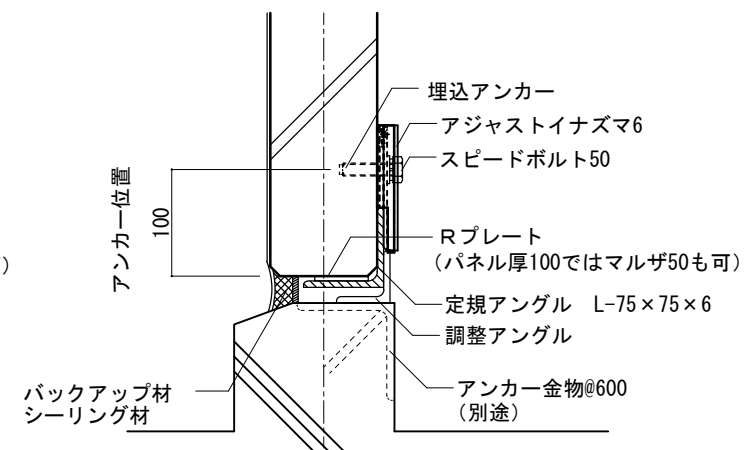 埋込アンカー
アジャストイナズマ6
スピードボルト50
アンカー位置
100
Rプレート
(パネル厚100ではマルザ50も可)
定規アングル L-75×75×6
調整アングル
バックアップ材
シーリング材
アンカー金物@600
(別途)
)